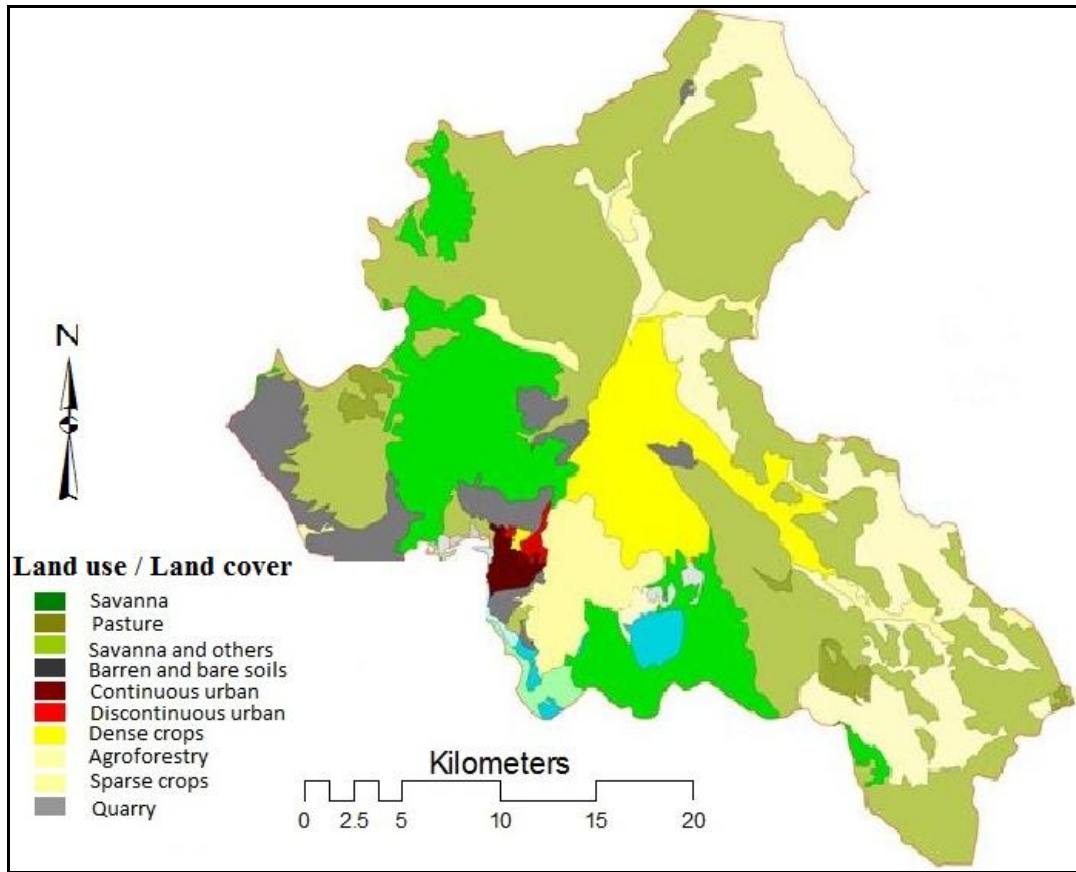 N
Land use / Land cover
Savanna
Pasture
Savanna and others
Barren and bare soils
Continuous urban
Discontinuous urban
Dense crops
Agroforestry
Sparse crops
Quarry
Kilometers
0 2.5 5 10 15 20